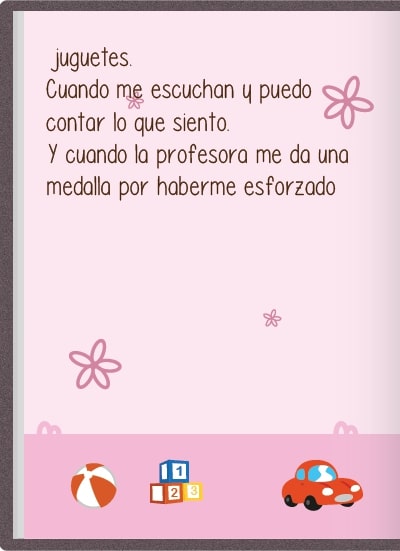 juguetes.
Cuando me escuchan y puedo
contar lo que siento.
Y cuando la profesora me da una
medalla por haberme esforzado
1
2 3